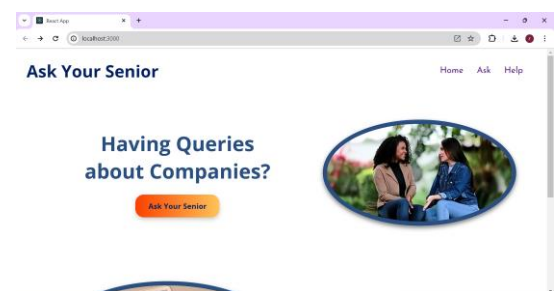 React App
localhost:3000
Ask Your Senior
Home Ask Help
Having Queries
about Companies?
Ask Your Senior